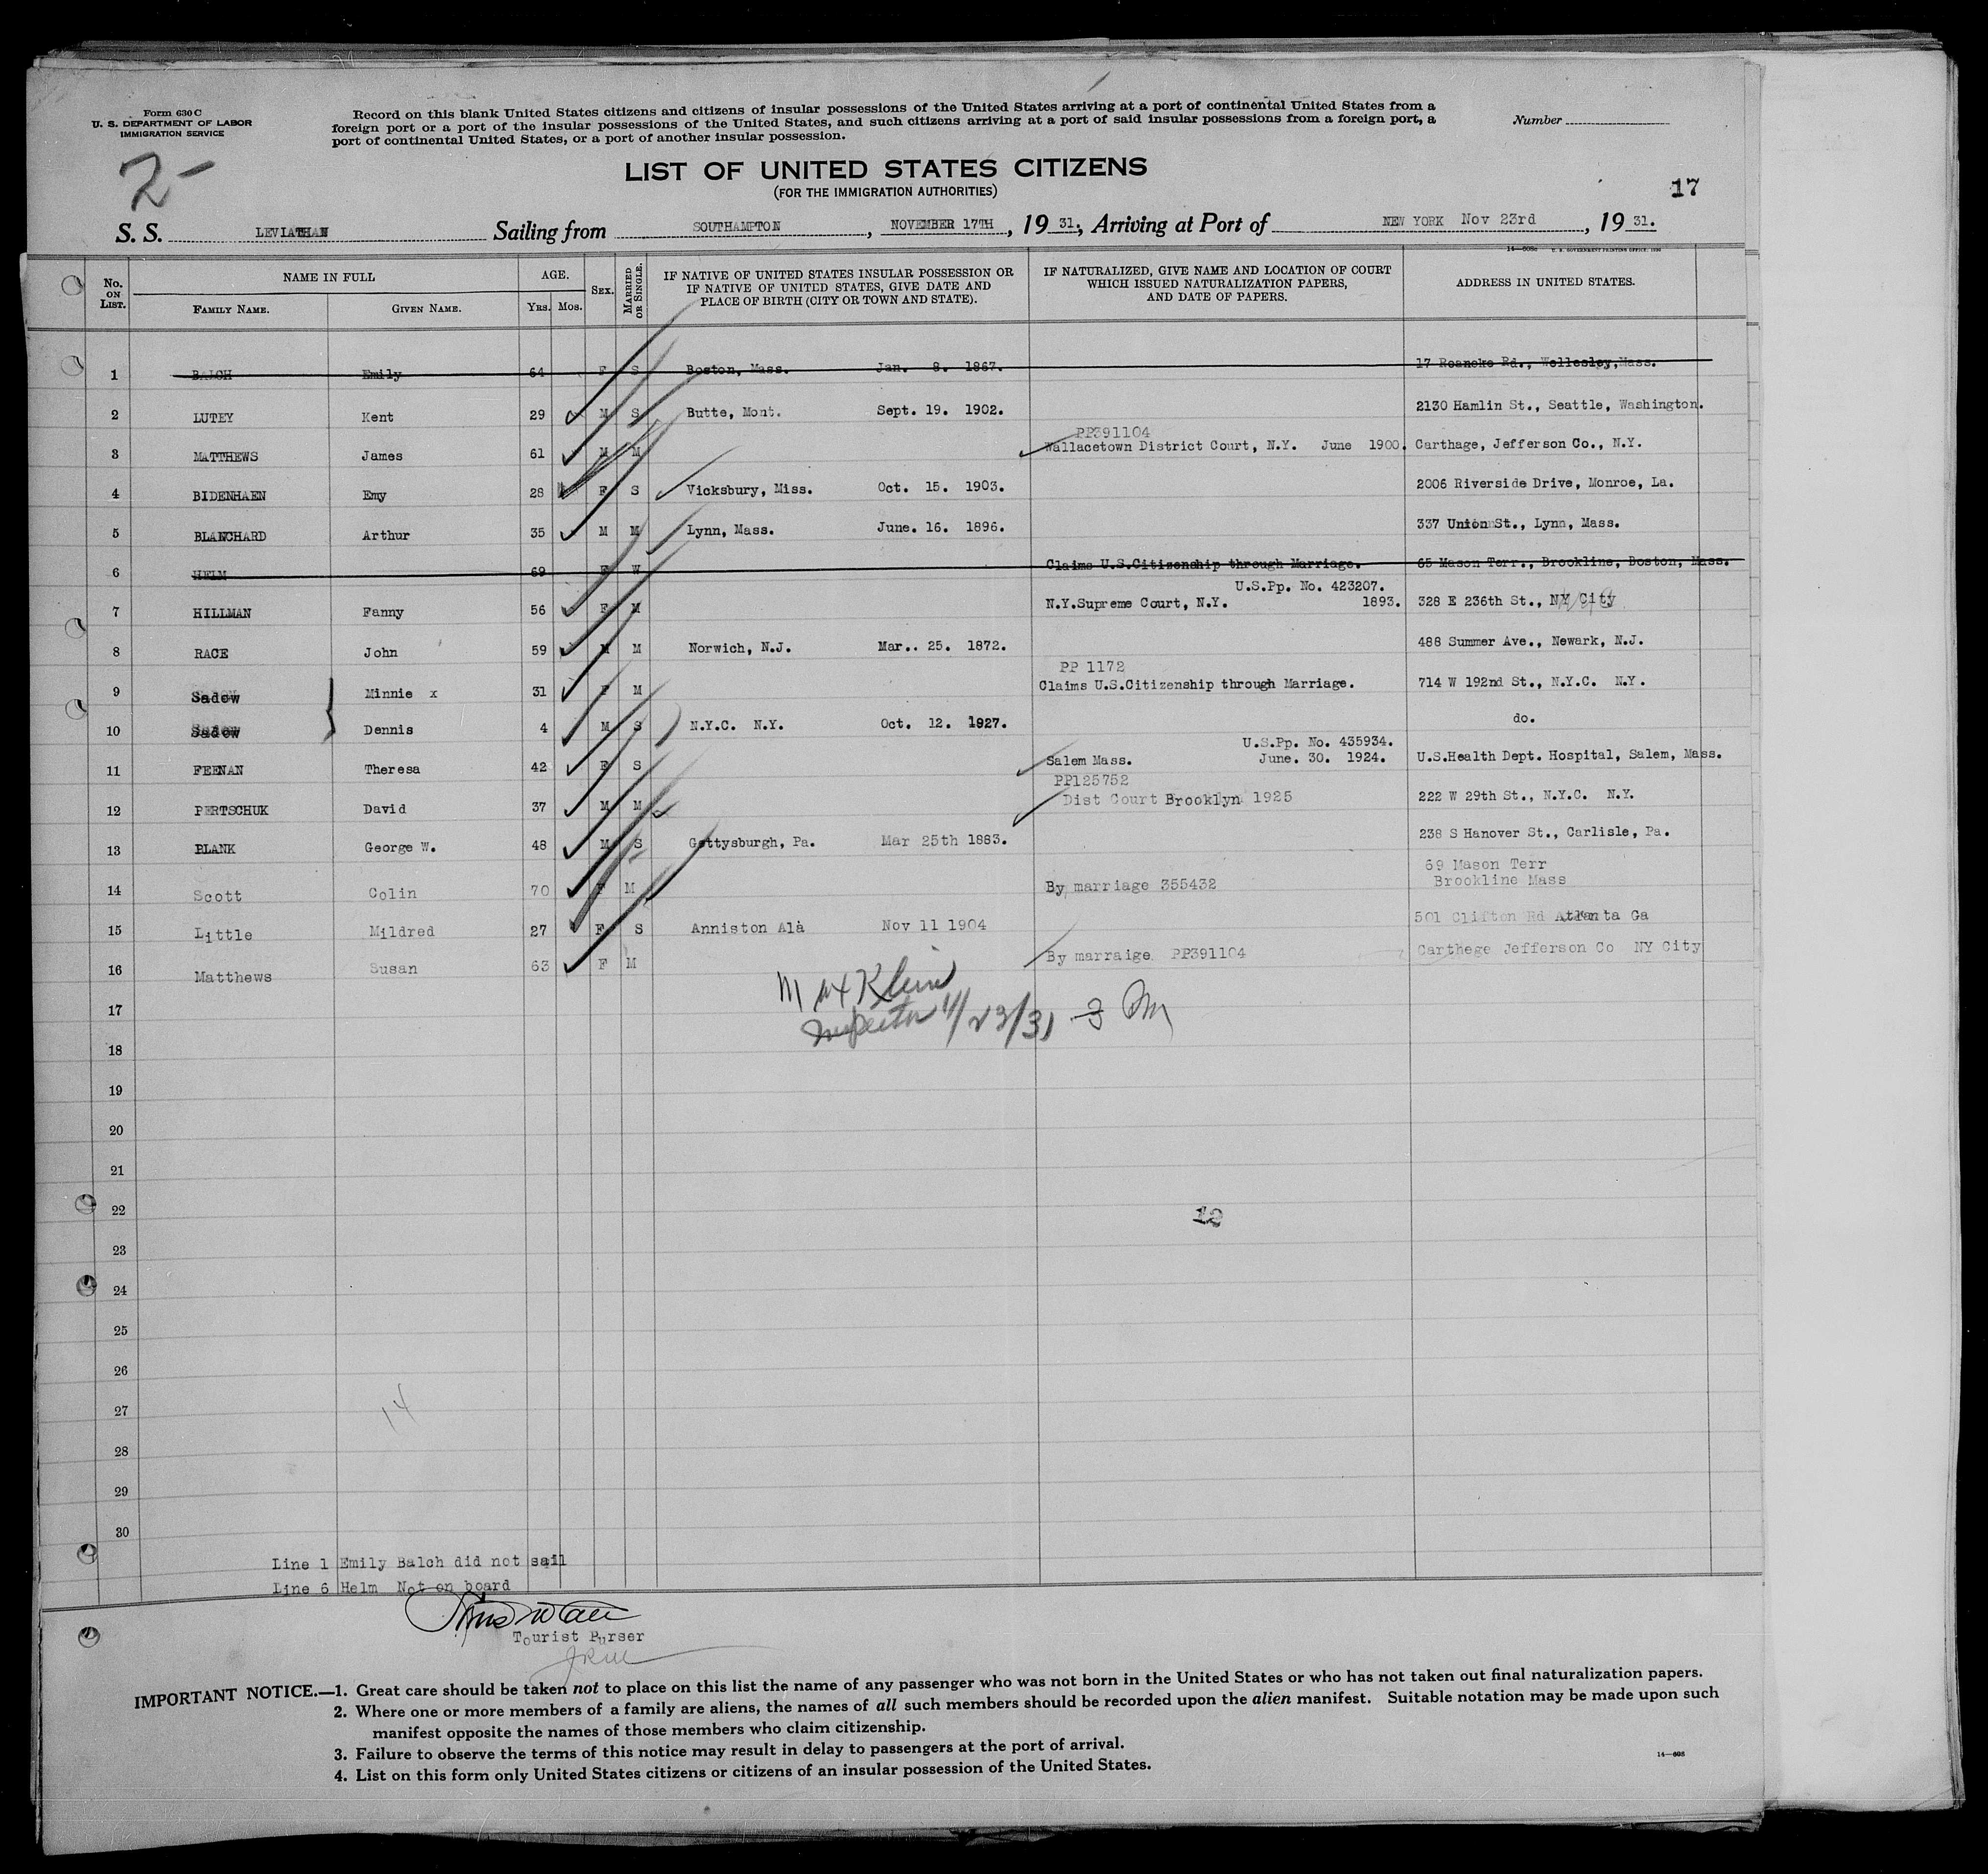 Form 630 C
U. S. DEPARTMENT OF LABOR
IMMIGRATION SERVICE
Record on this blank United States citizens and citizens of insular possessions of the United States arriving at a port of continental United States from a
foreign port or a port of the insular possessions of the United States, and such citizens arriving at a port of said insular possessions from a foreign port, a
port of continental United States, or a port of another insular possession.
Number
2-
LIST OF UNITED STATES CITIZENS
(FOR THE IMMIGRATION AUTHORITIES)
17
S. S. LEVIATHAN Sailing from SOUTHAMPTON, NOVEMBER 17TH, 19 31, Arriving at Port of NEW YORK Nov 23rd, 19 31.
No. ON LIST. NAME IN FULL AGE. SEX. MARRIED OR SINGLE. IF NATIVE OF UNITED STATES INSULAR POSSESSION OR IF NATIVE OF UNITED STATES, GIVE DATE AND PLACE OF BIRTH (CITY OR TOWN AND STATE). IF NATURALIZED, GIVE NAME AND LOCATION OF COURT WHICH ISSUED NATURALIZATION PAPERS, AND DATE OF PAPERS. ADDRESS IN UNITED STATES.
FAMILY NAME. GIVEN NAME. YRS. MOS.
1 BALCH Emily 64 F S Boston, Mass. Jan. 8. 1867. 17 Roanoke Rd., Wellesley, Mass.
2 LUTEY Kent 29 M S Butte, Mont. Sept. 19. 1902. 2130 Hamlin St., Seattle, Washington.
PP391104
3 MATTHEWS James 61 M M Wallacetown District Court, N.Y. June 1900. Carthage, Jefferson Co., N.Y.
4 BIDENHAEN Emy 28 F S Vicksbury, Miss. Oct. 15. 1903. 2006 Riverside Drive, Monroe, La.
5 BLANCHARD Arthur 35 M M Lynn, Mass. June. 16. 1896. 337 Union St., Lynn, Mass.
6 HELM 69 F W Claims U.S.Citizenship through Marriage. 65 Mason Terr., Brookline, Boston, Mass.
U.S.Pp. No. 423207.
7 HILLMAN Fanny 56 F M N.Y.Supreme Court, N.Y. 1893. 328 E 236th St., NY City
8 RACE John 59 M M Norwich, N.J. Mar.. 25. 1872. 488 Summer Ave., Newark, N.J.
PP 1172
9 Sadow Minnie x 31 F M Claims U.S.Citizenship through Marriage. 714 W 192nd St., N.Y.C. N.Y.
10 Sadow Dennis 4 M S N.Y.C. N.Y. Oct. 12. 1927. do.
U.S.Pp. No. 435934.
11 FEENAN Theresa 42 F S Salem Mass. June. 30. 1924. U.S.Health Dept. Hospital, Salem, Mass.
PP125752
12 PERTSCHUK David 37 M M Dist Court Brooklyn 1925 222 W 29th St., N.Y.C. N.Y.
13 PLANK George W. 48 M S Gettysburgh, Pa. Mar 25th 1883. 238 S Hanover St., Carlisle, Pa.
69 Mason Terr
14 Scott Colin 70 F M By marriage 355432 Brookline Mass
15 Little Mildred 27 F S Anniston Ala Nov 11 1904 501 Clifton Rd Atlanta Ga
16 Matthews Susan 63 F M By marraige PP391104 Carthege Jefferson Co NY City
Max Klein
17
Inspector 11/23/31
18
19
20
21
22
23
24
25
26
27
14
28
29
30
Line 1 Emily Balch did not sail
Line 6 Helm Not on board
Tourist Purser
IMPORTANT NOTICE.—1. Great care should be taken not to place on this list the name of any passenger who was not born in the United States or who has not taken out final naturalization papers.
2. Where one or more members of a family are aliens, the names of all such members should be recorded upon the alien manifest. Suitable notation may be made upon such
manifest opposite the names of those members who claim citizenship.
3. Failure to observe the terms of this notice may result in delay to passengers at the port of arrival.
4. List on this form only United States citizens or citizens of an insular possession of the United States.